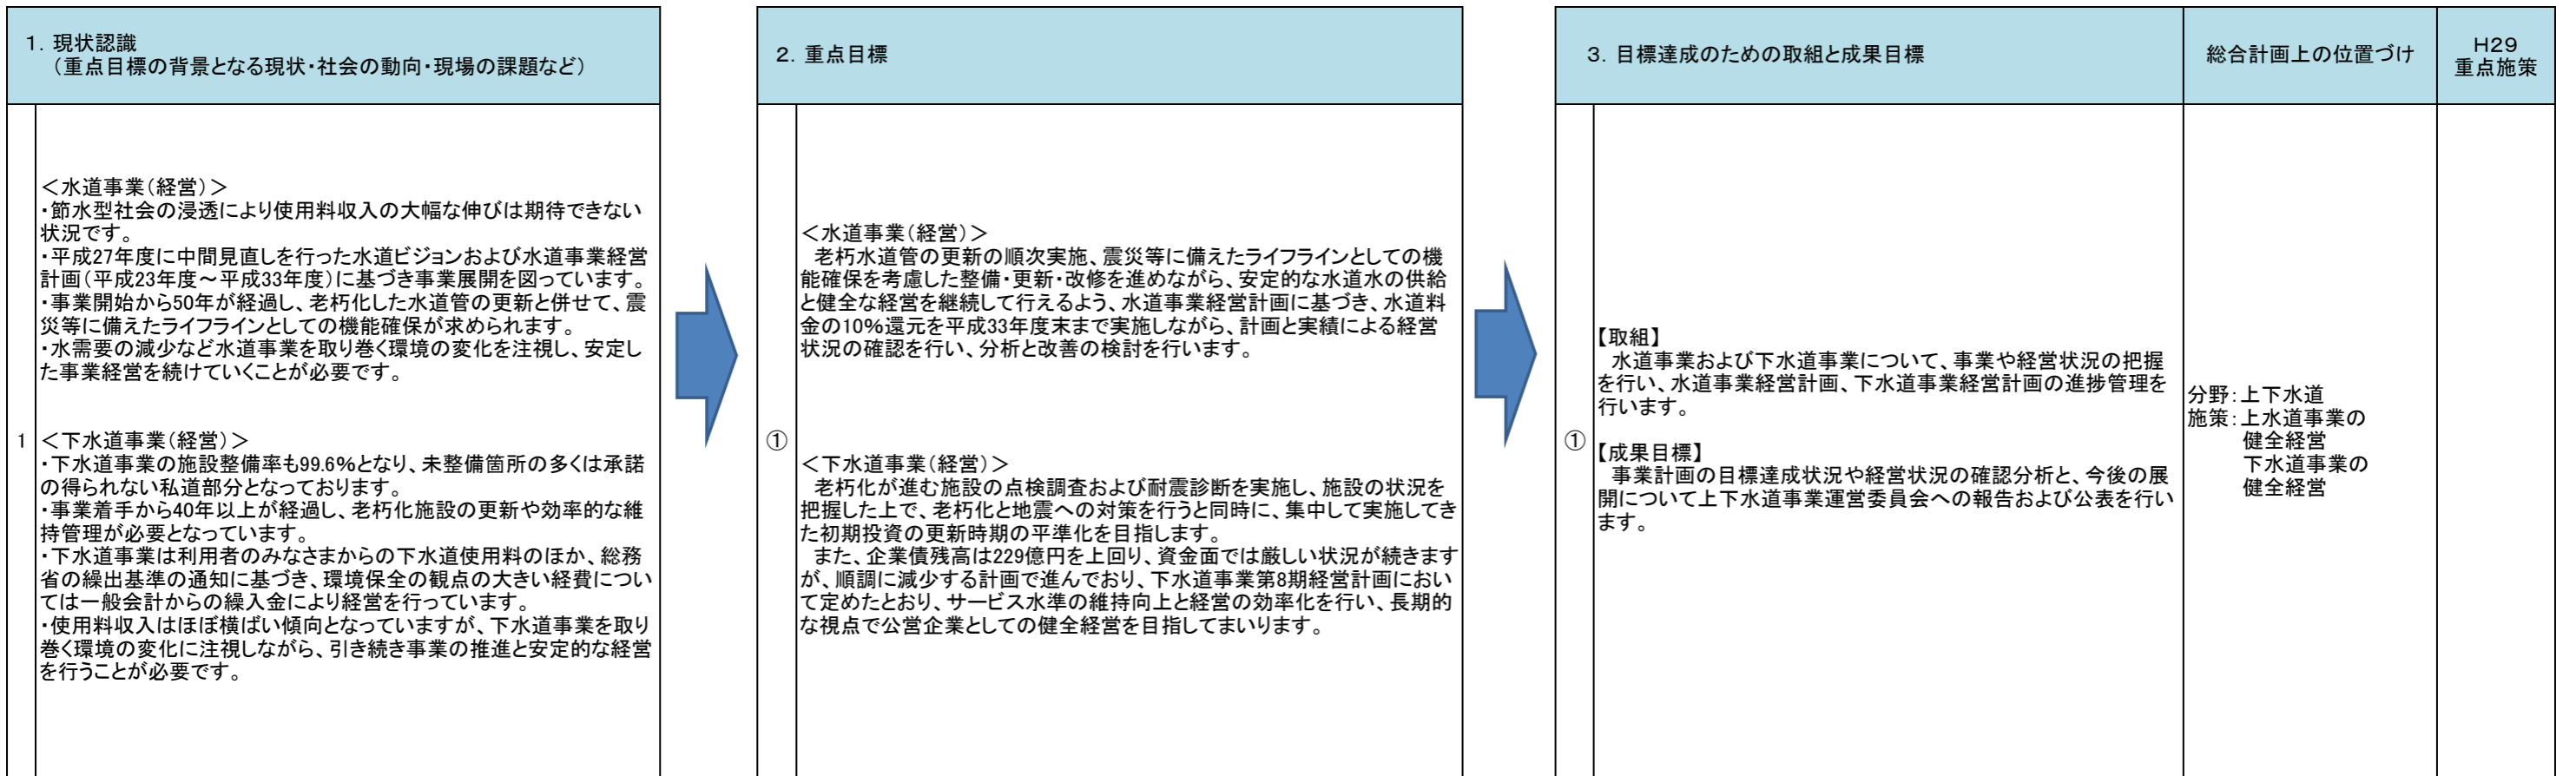 1．現状認識
（重点目標の背景となる現状・社会の動向・現場の課題など）
2．重点目標
3．目標達成のための取組と成果目標
総合計画上の位置づけ
H29
重点施策
1
＜水道事業（経営）＞
・節水型社会の浸透により使用料収入の大幅な伸びは期待できない
状況です。
・平成27年度に中間見直しを行った水道ビジョンおよび水道事業経営
計画（平成23年度～平成33年度）に基づき事業展開を図っています。
・事業開始から50年が経過し、老朽化した水道管の更新と併せて、震
災等に備えたライフラインとしての機能確保が求められます。
・水需要の減少など水道事業を取り巻く環境の変化を注視し、安定し
た事業経営を続けていくことが必要です。
＜下水道事業（経営）＞
・下水道事業の施設整備率も99.6%となり、未整備箇所の多くは承諾
の得られない私道部分となっております。
・事業着手から40年以上が経過し、老朽化施設の更新や効率的な維
持管理が必要となっています。
・下水道事業は利用者のみなさまからの下水道使用料のほか、総務
省の繰出基準の通知に基づき、環境保全の観点の大きい経費につい
ては一般会計からの繰入金により経営を行っています。
・使用料収入はほぼ横ばい傾向となっていますが、下水道事業を取り
巻く環境の変化に注視しながら、引き続き事業の推進と安定的な経営
を行うことが必要です。
①
＜水道事業（経営）＞
老朽水道管の更新の順次実施、震災等に備えたライフラインとしての機
能確保を考慮した整備・更新・改修を進めながら、安定的な水道水の供給
と健全な経営を継続して行えるよう、水道事業経営計画に基づき、水道料
金の10%還元を平成33年度末まで実施しながら、計画と実績による経営
状況の確認を行い、分析と改善の検討を行います。
＜下水道事業（経営）＞
老朽化が進む施設の点検調査および耐震診断を実施し、施設の状況を
把握した上で、老朽化と地震への対策を行うと同時に、集中して実施してき
た初期投資の更新時期の平準化を目指します。
また、企業債残高は229億円を上回り、資金面では厳しい状況が続きます
が、順調に減少する計画で進んでおり、下水道事業第8期経営計画におい
て定めたとおり、サービス水準の維持向上と経営の効率化を行い、長期的
な視点で公営企業としての健全経営を目指してまいります。
①
【取組】
水道事業および下水道事業について、事業や経営状況の把握
を行い、水道事業経営計画、下水道事業経営計画の進捗管理を
行います。
【成果目標】
事業計画の目標達成状況や経営状況の確認分析と、今後の展
開について上下水道事業運営委員会への報告および公表を行い
ます。
分野：上下水道
施策：上水道事業の
健全経営
下水道事業の
健全経営